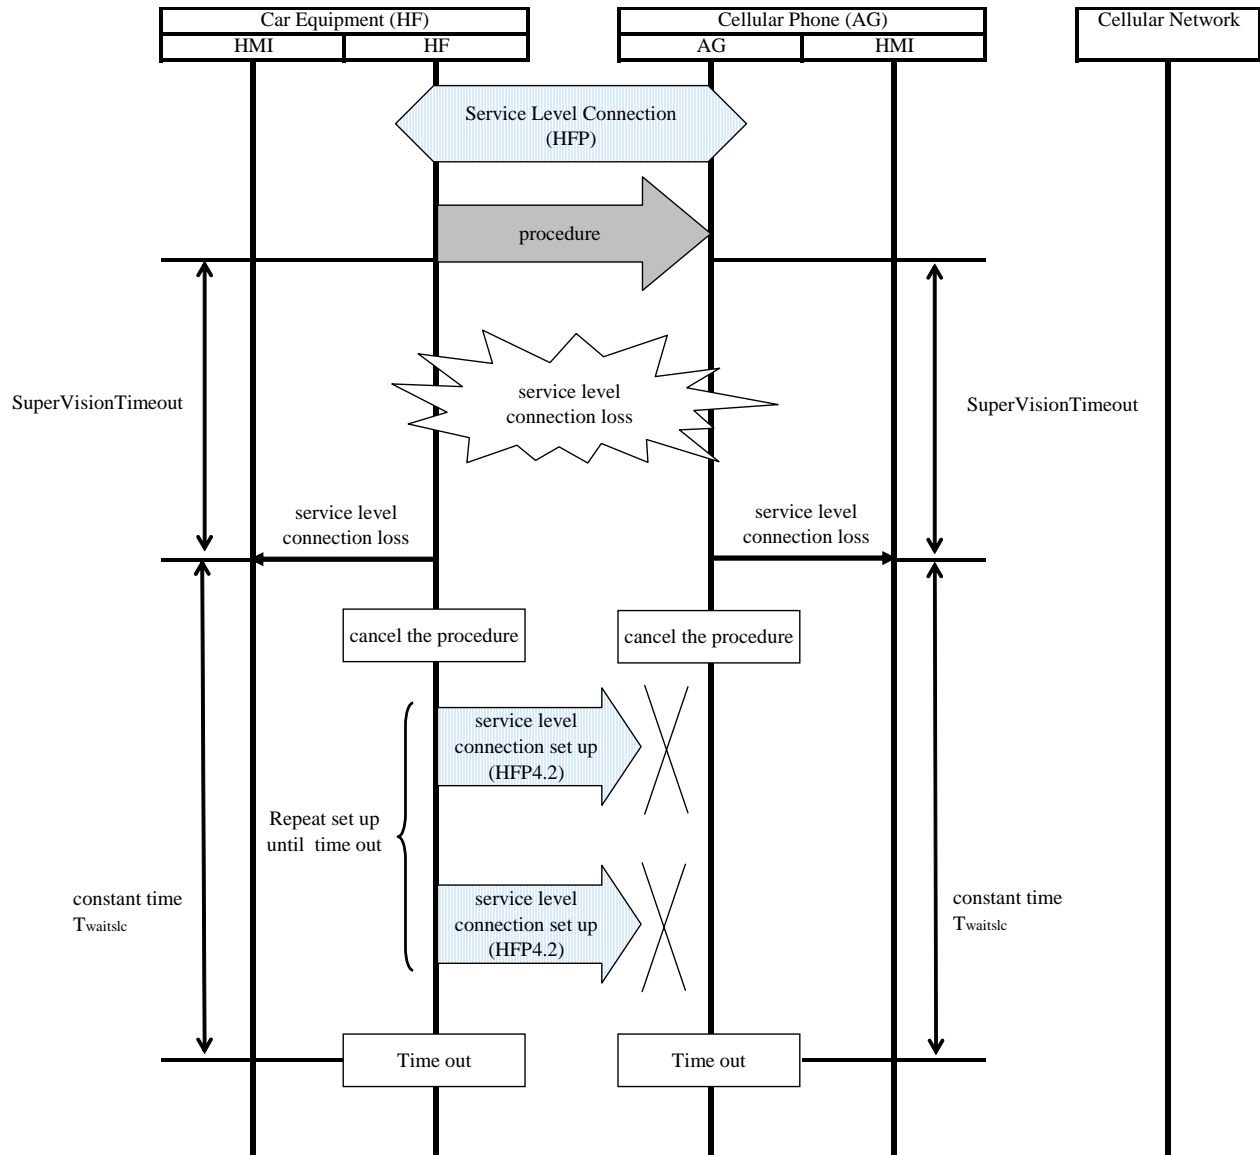 Car Equipment (HF)
Cellular Phone (AG)
Cellular Network
HMI
HF
AG
HMI
Service Level Connection
(HFP)
procedure
SuperVisionTimeout
service level
connection loss
SuperVisionTimeout
service level
connection loss
service level
connection loss
cancel the procedure
cancel the procedure
service level
connection set up
(HFP4.2)
Repeat set up
until time out
service level
connection set up
(HFP4.2)
constant time
Twaitslc
constant time
Twaitslc
Time out
Time out